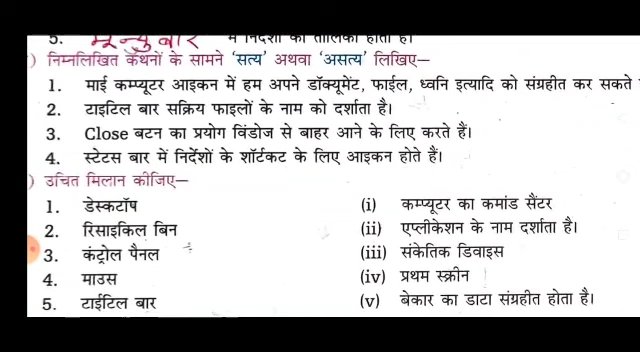 5. मेन्यु बार में निर्देशों की तालिका होती है।
) निम्नलिखित कथनों के सामने ‘सत्य’ अथवा ‘असत्य’ लिखिए—
1. माई कम्प्यूटर आइकन में हम अपने डॉक्यूमेंट, फाईल, ध्वनि इत्यादि को संग्रहीत कर सकते
2. टाइटिल बार सक्रिय फाइलों के नाम को दर्शाता है।
3. Close बटन का प्रयोग विंडोज से बाहर आने के लिए करते हैं।
4. स्टेटस बार में निर्देशों के शॉर्टकट के लिए आइकन होते हैं।
) उचित मिलान कीजिए—
1. डेस्कटॉप (i) कम्प्यूटर का कमांड सैंटर
2. रिसाइकिल बिन (ii) एप्लीकेशन के नाम दर्शाता है।
3. कंट्रोल पैनल (iii) संकेतिक डिवाइस
4. माउस (iv) प्रथम स्क्रीन
5. टाईटिल बार (v) बेकार का डाटा संग्रहीत होता है।